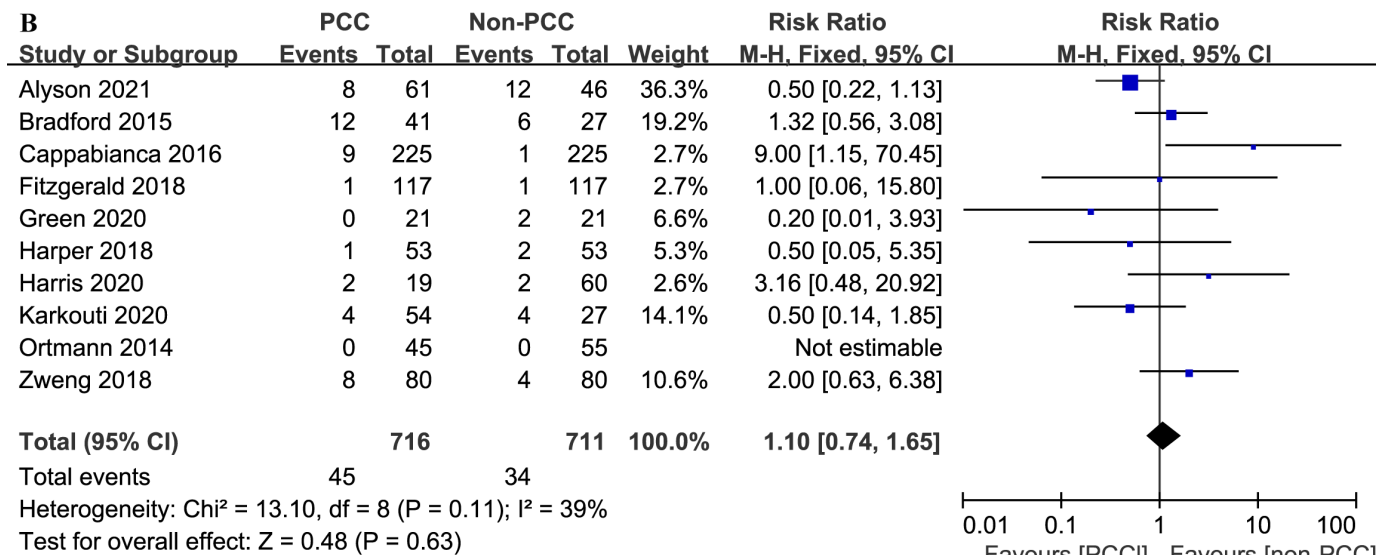 B PCC Non-PCC Risk Ratio Risk Ratio
Study or Subgroup Events Total Events Total Weight M-H, Fixed, 95% CI M-H, Fixed, 95% CI
Alyson 2021 8 61 12 46 36.3% 0.50 [0.22, 1.13]
Bradford 2015 12 41 6 27 19.2% 1.32 [0.56, 3.08]
Cappabianca 2016 9 225 1 225 2.7% 9.00 [1.15, 70.45]
Fitzgerald 2018 1 117 1 117 2.7% 1.00 [0.06, 15.80]
Green 2020 0 21 2 21 6.6% 0.20 [0.01, 3.93]
Harper 2018 1 53 2 53 5.3% 0.50 [0.05, 5.35]
Harris 2020 2 19 2 60 2.6% 3.16 [0.48, 20.92]
Karkouti 2020 4 54 4 27 14.1% 0.50 [0.14, 1.85]
Ortmann 2014 0 45 0 55 Not estimable
Zweng 2018 8 80 4 80 10.6% 2.00 [0.63, 6.38]
Total (95% CI) 716 711 100.0% 1.10 [0.74, 1.65]
Total events 45 34
Heterogeneity: Chi² = 13.10, df = 8 (P = 0.11); I² = 39%
Test for overall effect: Z = 0.48 (P = 0.63)
0.01 0.1 1 10 100
Favours [PCC] Favours [non-PCC]